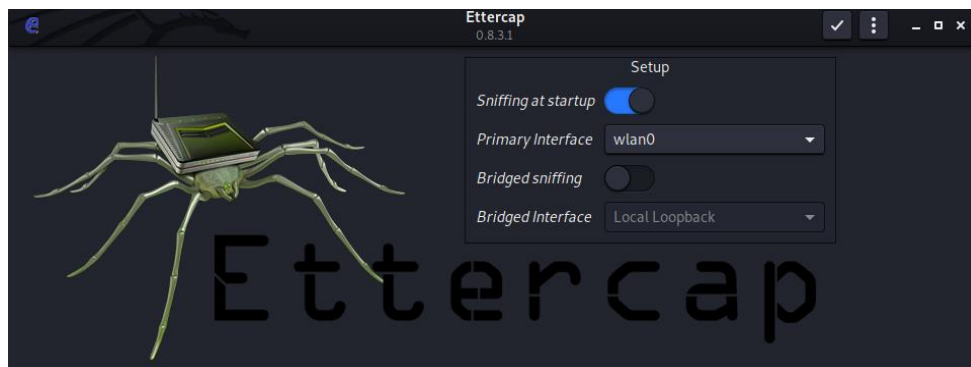 Ettercap
0.8.3.1
Setup
Sniffing at startup
Primary Interface wlan0
Bridged sniffing
Bridged Interface Local Loopback
Ettercap